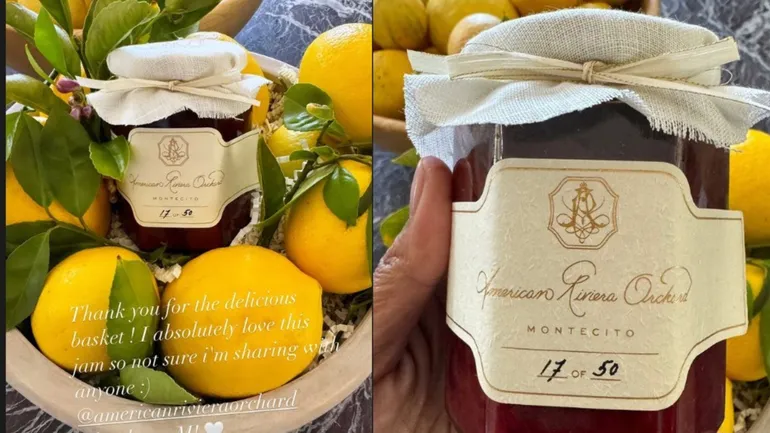 American Riviera Orchard
MONTECITO
17 OF 50
Thank you for the delicious
basket ! I absolutely love this
jam so not sure i'm sharing with
anyone :)
@americanrivieraorchard
M! 🤍
American Riviera Orchard
MONTECITO
17 OF 50